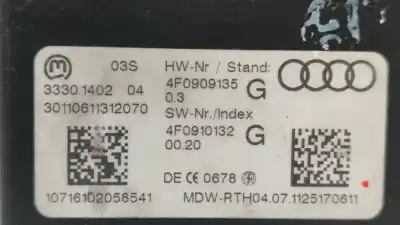 03S
3330.1402 04
30110611312070
10716102058541
HW-Nr / Stand:
4F0909135 G
0.3
SW-Nr./Index
4F0910132 G
00.20
DE CE 0678
MDW-RTH04.07.1125170611